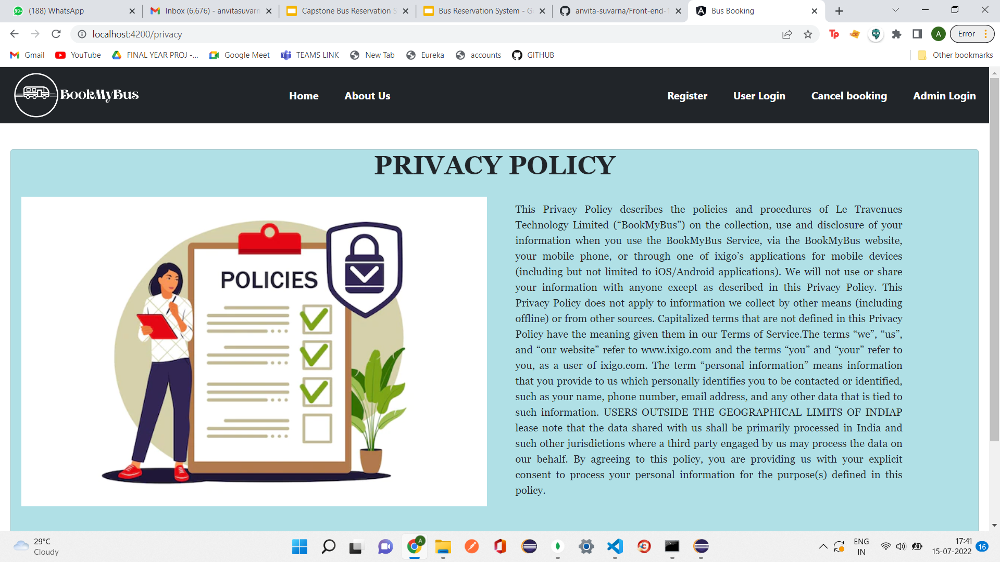 (188) WhatsApp
Inbox (6,676) - anvitasuvarn
Capstone Bus Reservation S
Bus Reservation System - Go
anvita-suvarna/Front-end-1
Bus Booking
localhost:4200/privacy
Tp
A
Error
Gmail
YouTube
FINAL YEAR PROJ -...
Google Meet
TEAMS LINK
New Tab
Eureka
accounts
GITHUB
Other bookmarks
BookMyBus
Home
About Us
Register
User Login
Cancel booking
Admin Login
PRIVACY POLICY
POLICIES
This Privacy Policy describes the policies and procedures of Le Travenues
Technology Limited (“BookMyBus”) on the collection, use and disclosure of your
information when you use the BookMyBus Service, via the BookMyBus website,
your mobile phone, or through one of ixigo’s applications for mobile devices
(including but not limited to iOS/Android applications). We will not use or share
your information with anyone except as described in this Privacy Policy. This
Privacy Policy does not apply to information we collect by other means (including
offline) or from other sources. Capitalized terms that are not defined in this Privacy
Policy have the meaning given them in our Terms of Service.The terms “we”, “us”,
and “our website” refer to www.ixigo.com and the terms “you” and “your” refer to
you, as a user of ixigo.com. The term “personal information” means information
that you provide to us which personally identifies you to be contacted or identified,
such as your name, phone number, email address, and any other data that is tied to
such information. USERS OUTSIDE THE GEOGRAPHICAL LIMITS OF INDIAP
lease note that the data shared with us shall be primarily processed in India and
such other jurisdictions where a third party engaged by us may process the data on
our behalf. By agreeing to this policy, you are providing us with your explicit
consent to process your personal information for the purpose(s) defined in this
policy.
29°C
Cloudy
A
ENG
IN
17:41
15-07-2022
16